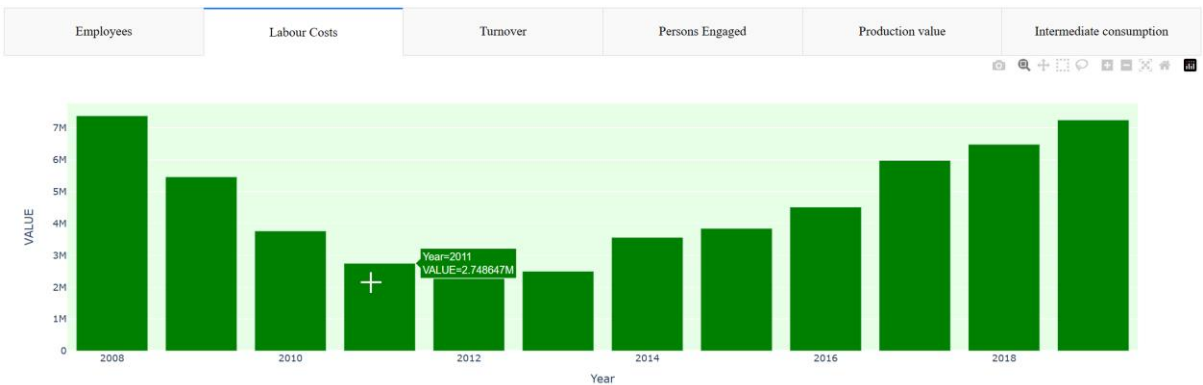 Employees
Labour Costs
Turnover
Persons Engaged
Production value
Intermediate consumption
7M
6M
5M
4M
3M
2M
1M
0
VALUE
Year=2011
VALUE=2.748647M
2008
2010
2012
2014
2016
2018
Year